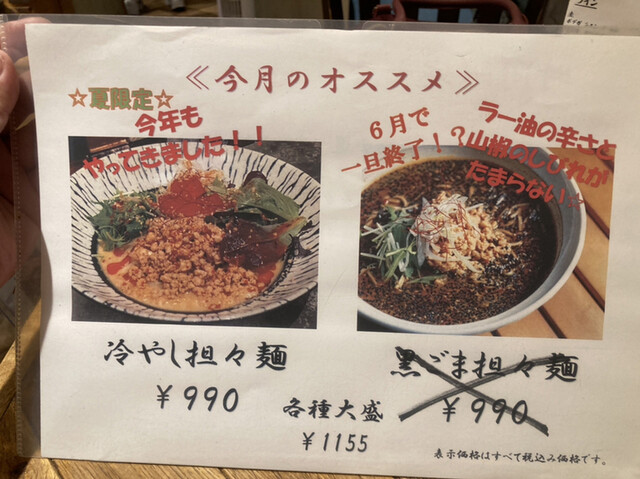 ≪今月のオススメ≫
☆夏限定☆
今年も
やってきました！！
６月で
一旦終了！？
ラー油の辛さと
山椒のしびれが
たまらない☆
冷やし担々麺
¥990
黒ごま担々麺
¥990
各種大盛
¥1155
表示価格はすべて税込み価格です。